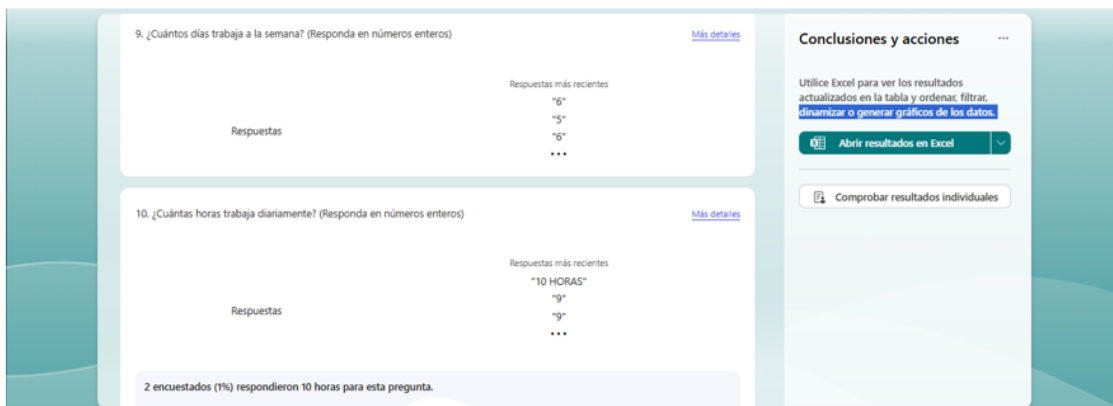 9. ¿Cuántos días trabaja a la semana? (Responda en números enteros)
Más detalles
Respuestas
Respuestas más recientes
"6"
"5"
"6"
•••
10. ¿Cuántas horas trabaja diariamente? (Responda en números enteros)
Más detalles
Respuestas
Respuestas más recientes
"10 HORAS"
"9"
"9"
•••
2 encuestados (1%) respondieron 10 horas para esta pregunta.
Conclusiones y acciones
...
Utilice Excel para ver los resultados
actualizados en la tabla y ordenar, filtrar,
dinamizar o generar gráficos de los datos.
Abrir resultados en Excel
Comprobar resultados individuales